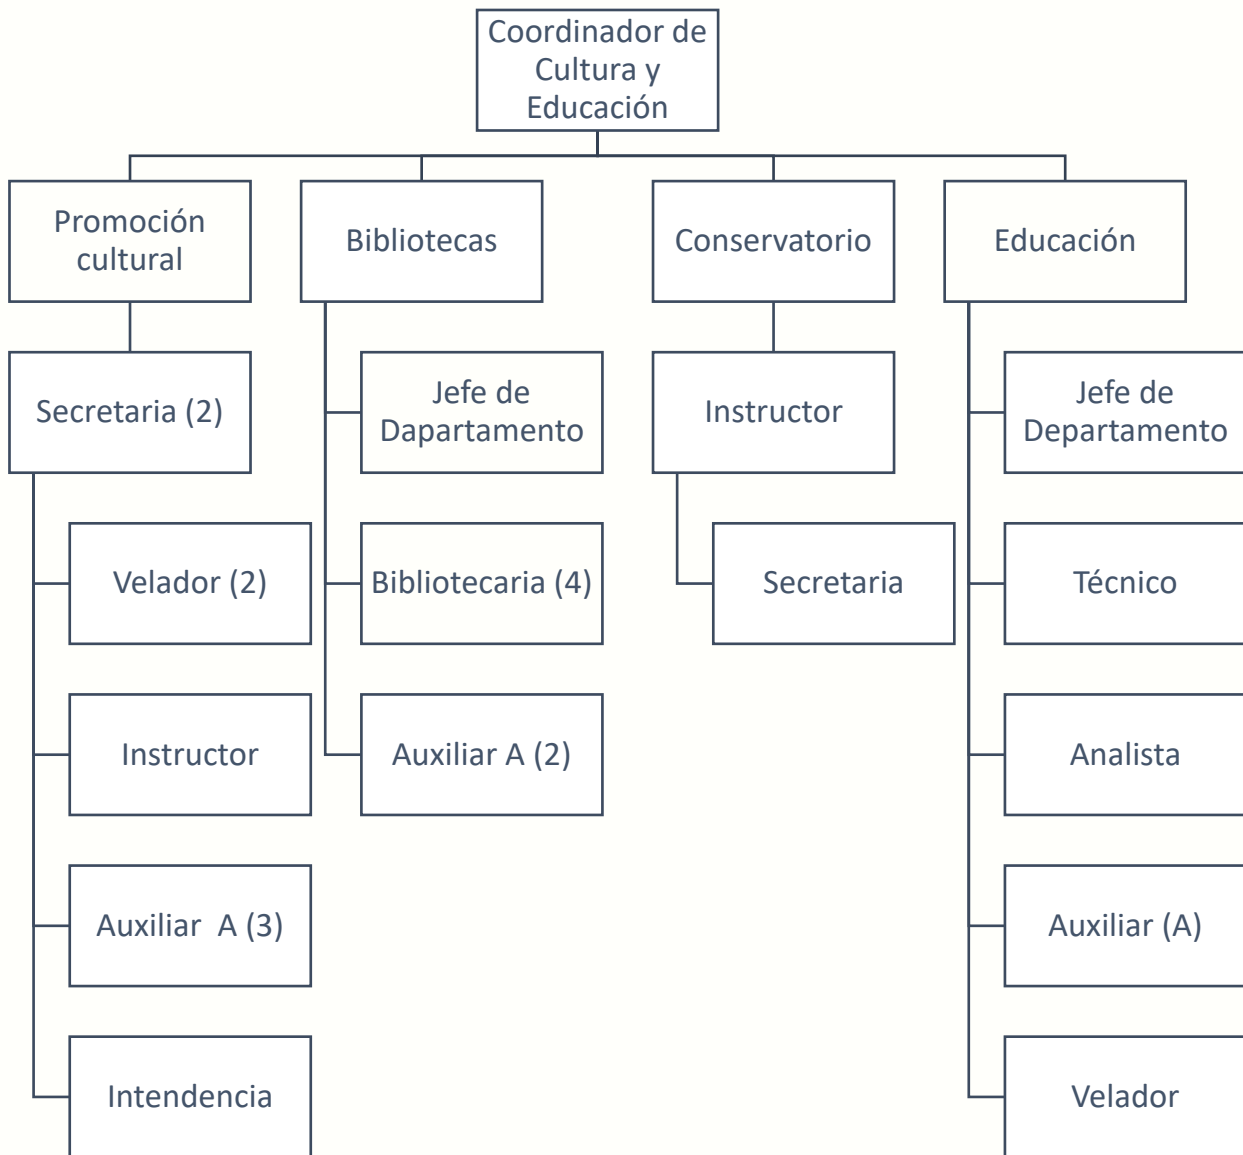 Coordinador de
Cultura y
Educación
Promoción
cultural
Bibliotecas
Conservatorio
Educación
Secretaria (2)
Jefe de
Dapartamento
Instructor
Jefe de
Departamento
Velador (2)
Bibliotecaria (4)
Secretaria
Técnico
Instructor
Auxiliar A (2)
Analista
Auxiliar  A (3)
Auxiliar (A)
Intendencia
Velador